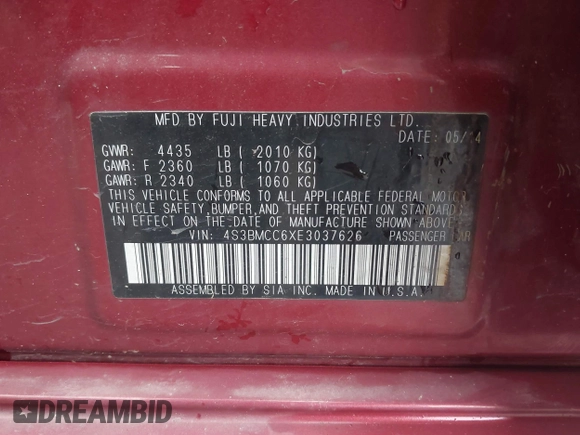 MFD BY FUJI HEAVY INDUSTRIES LTD.
DATE: 05/14
GVWR: 4435 LB ( 2010 KG)
GAWR: F 2360 LB ( 1070 KG)
GAWR: R 2340 LB ( 1060 KG)
THIS VEHICLE CONFORMS TO ALL APPLICABLE FEDERAL MOTOR
VEHICLE SAFETY, BUMPER, AND THEFT PREVENTION STANDARDS
IN EFFECT ON THE DATE OF MANUFACTURE SHOWN ABOVE.
VIN: 4S3BMCC6XE3037626 PASSENGER CAR
ASSEMBLED BY SIA INC. MADE IN U.S.A.
DREAMBID